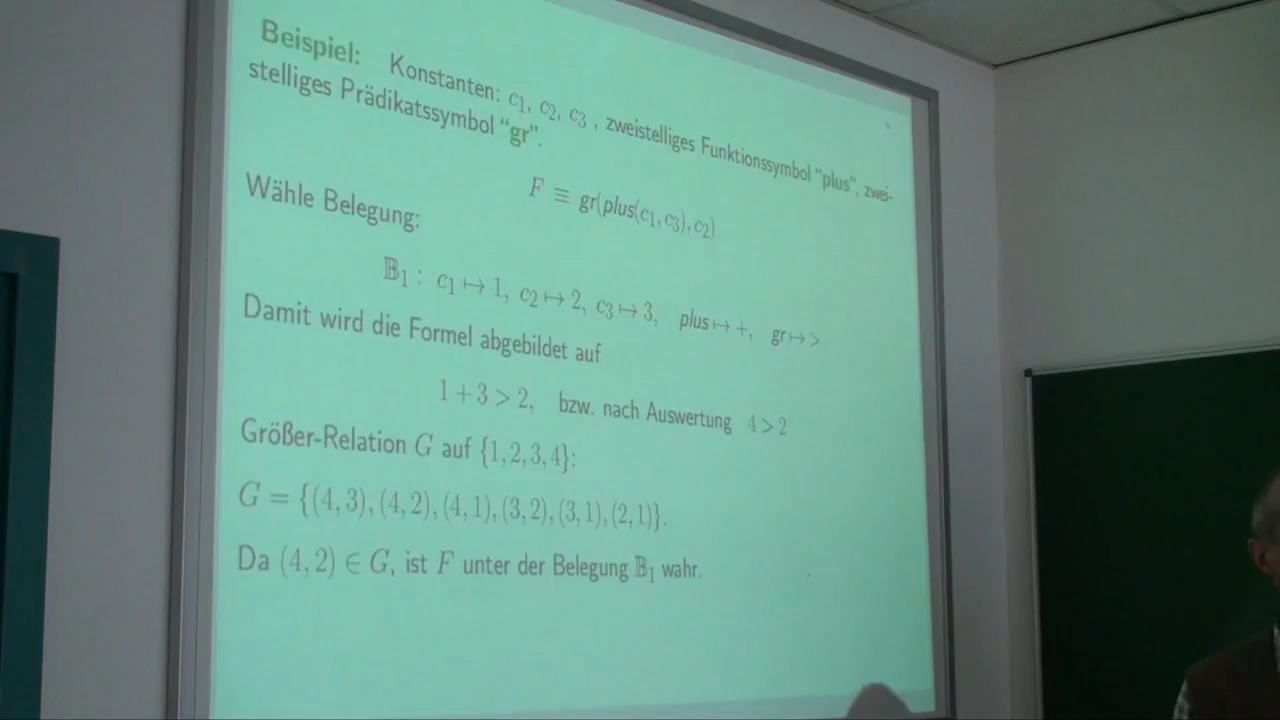 Beispiel: Konstanten: c₁, c₂, c₃ , zweistelliges Funktionssymbol “plus”, zwei-
stelliges Prädikatssymbol “gr”.
F ≡ gr(plus(c₁, c₃), c₂)
Wähle Belegung:
𝔹₁ : c₁ ↦ 1, c₂ ↦ 2, c₃ ↦ 3, plus ↦ +, gr ↦ >
Damit wird die Formel abgebildet auf
1 + 3 > 2, bzw. nach Auswertung 4 > 2
Größer-Relation G auf {1, 2, 3, 4}:
G = {(4, 3), (4, 2), (4, 1), (3, 2), (3, 1), (2, 1)}.
Da (4, 2) ∈ G, ist F unter der Belegung 𝔹₁ wahr.